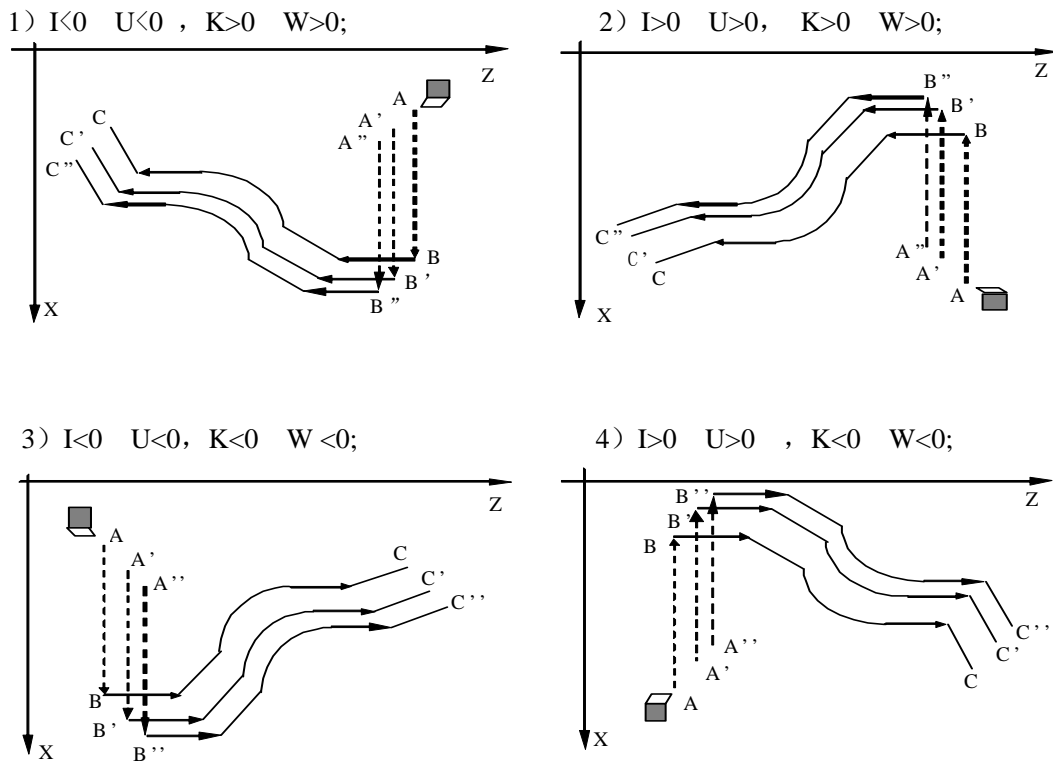 1）I<0 U<0 ，K>0 W>0;
Z
A
A’
A”
C
C’
C”
B
B’
B”
X
2）I>0 U>0， K>0 W>0;
Z
B”
B’
B
C”
C’
C
A”
A’
A
X
3）I<0 U<0，K<0 W <0;
Z
A
A’
A’’
C
C’
C’’
B
B’
B’’
X
4）I>0 U>0 ，K<0 W<0;
Z
B’’
B’
B
A’’
A’
A
C’’
C’
C
X